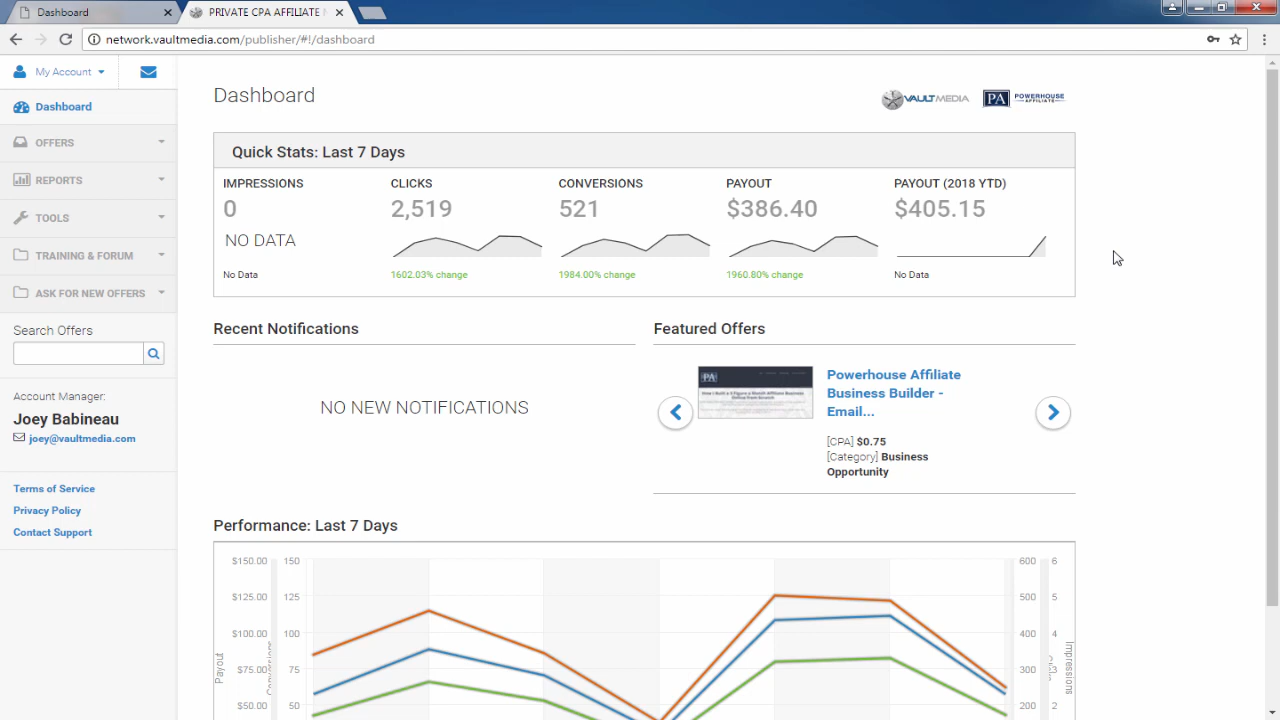 Dashboard
PRIVATE CPA AFFILIATE
network.vaultmedia.com/publisher/#!/dashboard
My Account
Dashboard
OFFERS
REPORTS
TOOLS
TRAINING & FORUM
ASK FOR NEW OFFERS
Search Offers
Account Manager:
Joey Babineau
joey@vaultmedia.com
Terms of Service
Privacy Policy
Contact Support
Dashboard
VAULTMEDIA
PA POWERHOUSE
AFFILIATE
Quick Stats: Last 7 Days
IMPRESSIONS CLICKS CONVERSIONS PAYOUT PAYOUT (2018 YTD)
0 2,519 521 $386.40 $405.15
NO DATA
No Data 1602.03% change 1984.00% change 1960.80% change No Data
Recent Notifications
NO NEW NOTIFICATIONS
Featured Offers
PA
Powerhouse Affiliate
Business Builder -
Email...
[CPA] $0.75
[Category] Business
Opportunity
Performance: Last 7 Days
$150.00 150 600 6
$125.00 125 500 5
$100.00 100 400 4
$75.00 75 300 3
$50.00 50 200 2
Payout
Impressions